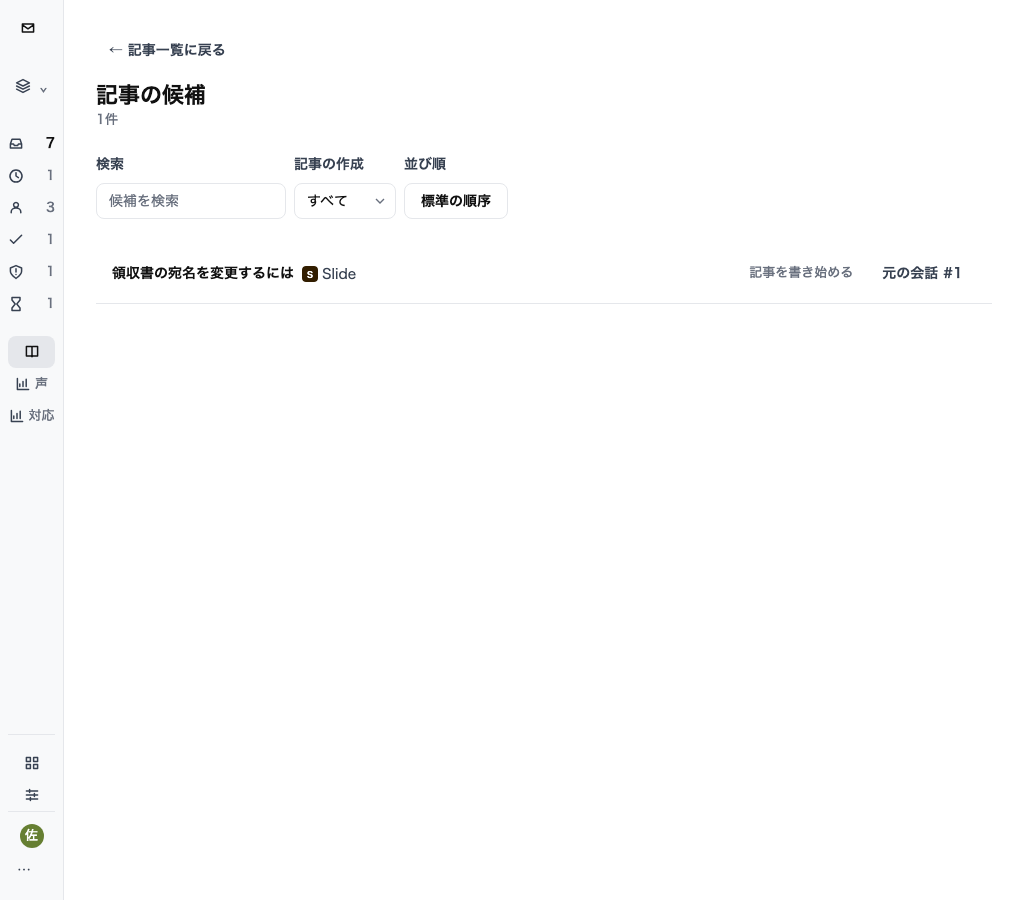 ← 記事一覧に戻る
記事の候補
1件
検索 記事の作成 並び順
候補を検索 すべて 標準の順序
領収書の宛名を変更するには S Slide 記事を書き始める 元の会話 #1
7
1
3
1
1
1
声
対応
佐
…